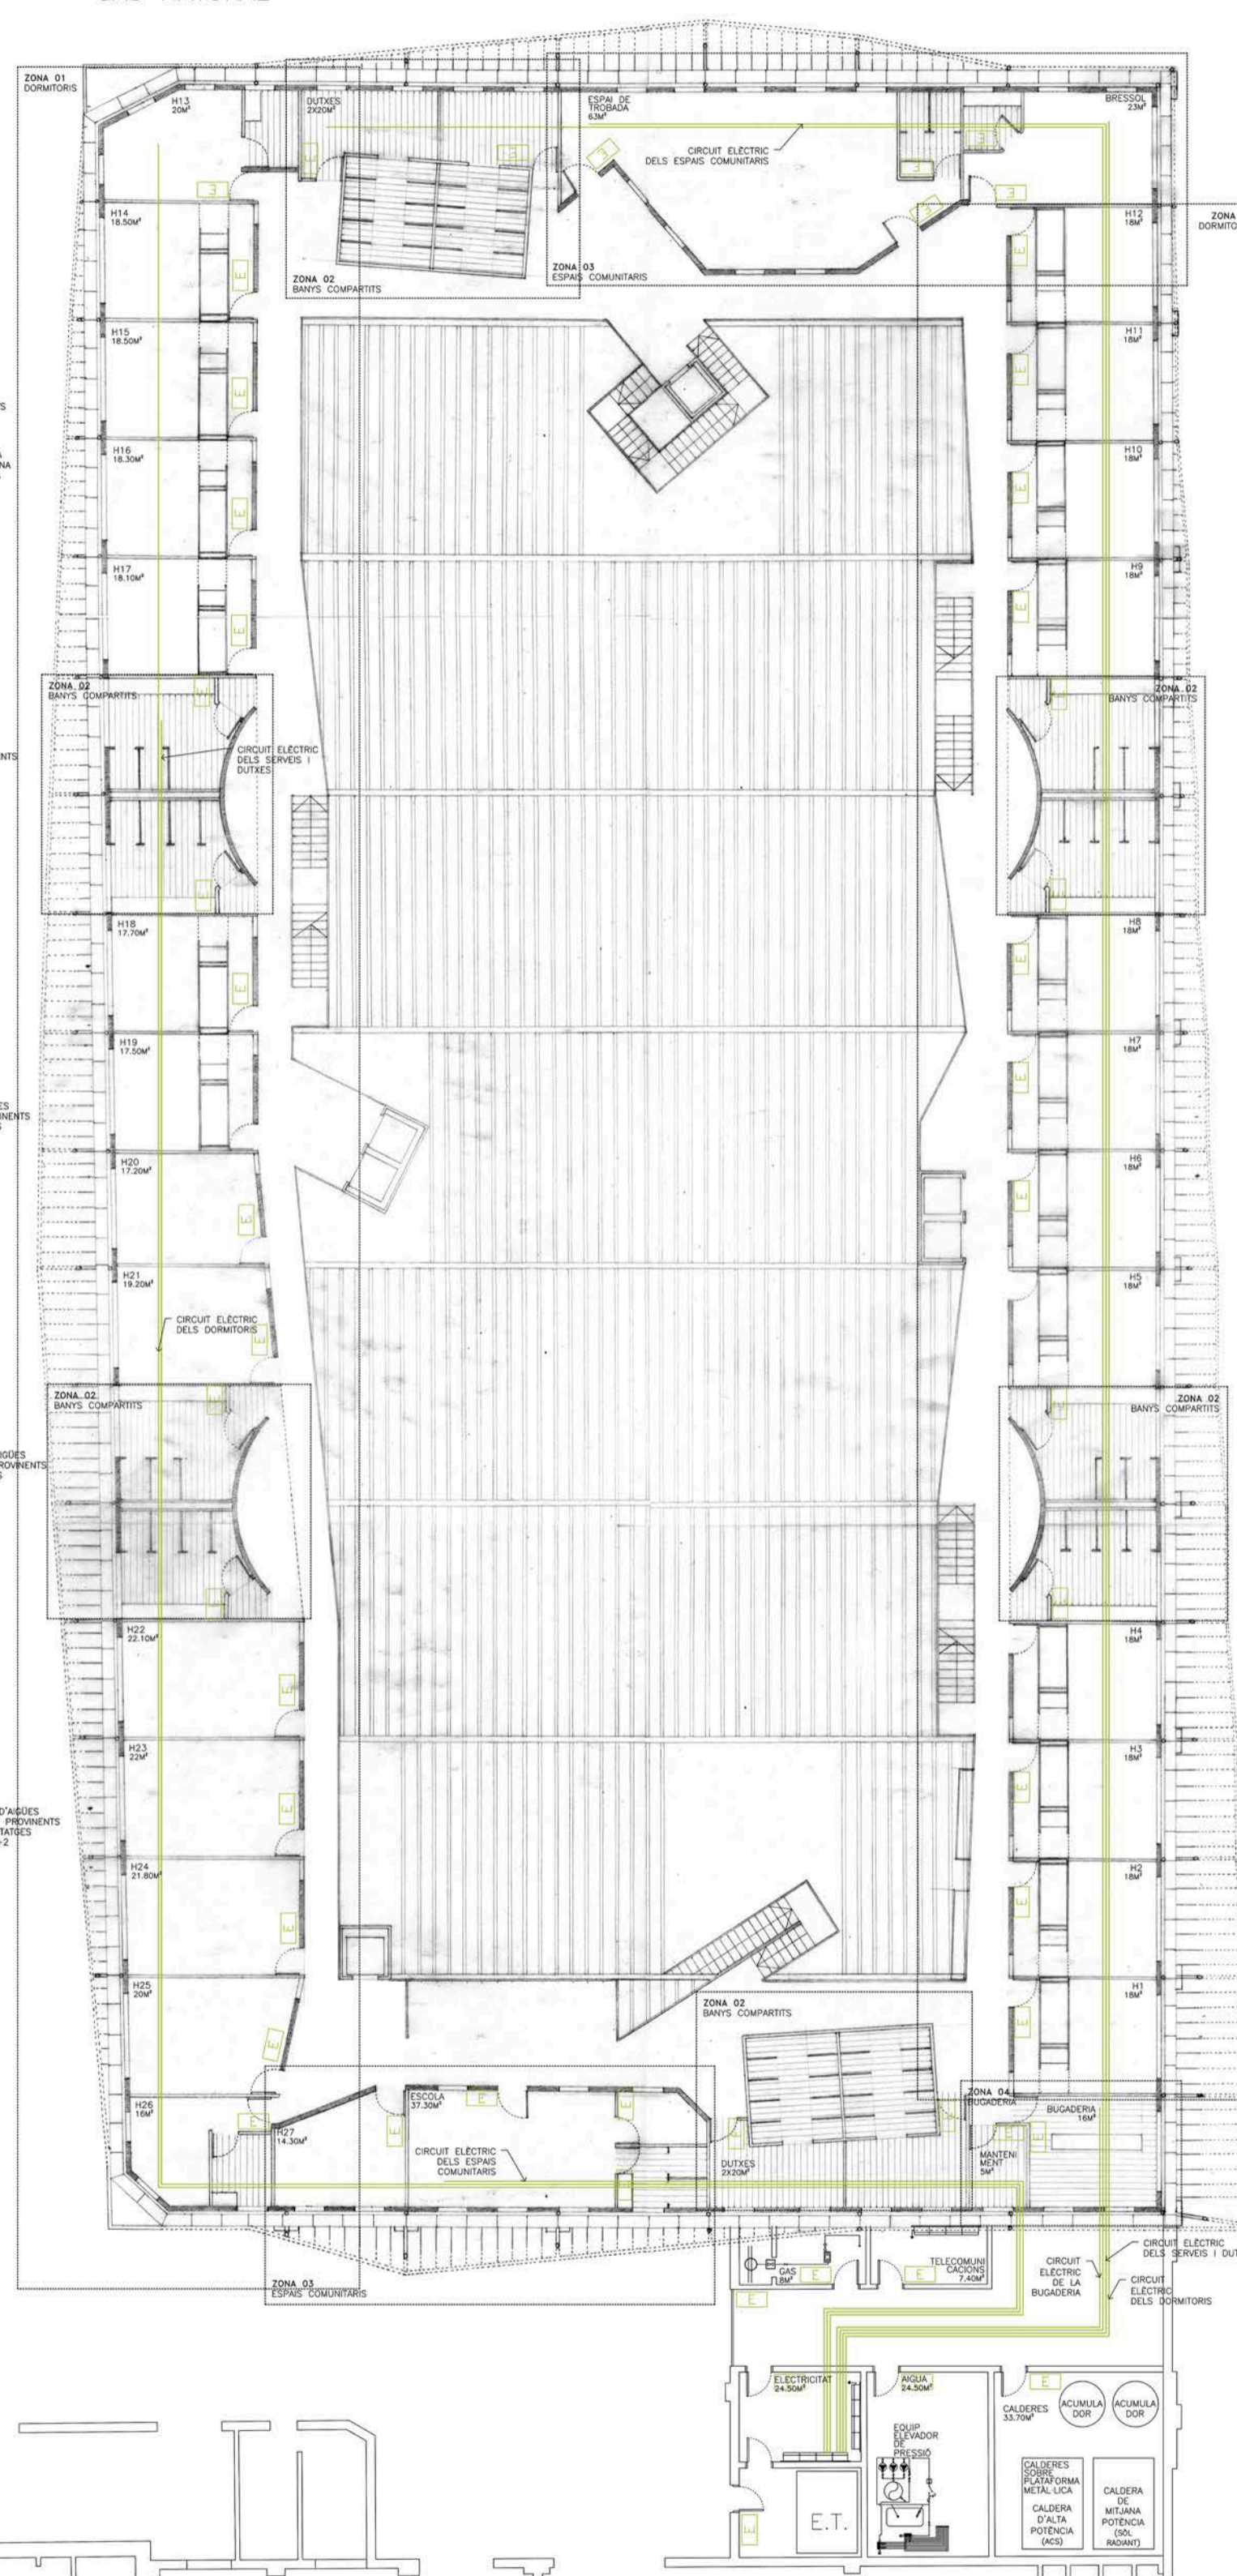 ZONA 01
DORMITORIS
H13
20M²
DUTXES
2X20M²
ESPAI DE
TROBADA
63M²
BRESSOL
23M²
CIRCUIT ELÈCTRIC
DELS ESPAIS COMUNITARIS
ZONA
DORMITO
H14
18.50M²
H12
18M²
ZONA 02
BANYS COMPARTITS
ZONA 03
ESPAIS COMUNITARIS
H15
18.50M²
H11
18M²
H16
18.30M²
H10
18M²
H17
18.10M²
H9
18M²
ZONA 02
BANYS COMPARTITS
ZONA 02
BANYS COMPARTITS
CIRCUIT ELÈCTRIC
DELS SERVEIS I
DUTXES
H18
17.70M²
H8
18M²
H19
17.50M²
H7
18M²
H20
17.20M²
H6
18M²
H21
19.20M²
H5
18M²
CIRCUIT ELÈCTRIC
DELS DORMITORIS
ZONA 02
BANYS COMPARTITS
ZONA 02
BANYS COMPARTITS
H22
22.10M²
H4
18M²
H23
22M²
H3
18M²
D'AIGÜES
PROVINENTS
H24
21.80M²
H2
18M²
H25
20M²
H1
18M²
ZONA 02
BANYS COMPARTITS
H26
16M²
H27
14.30M²
ESCOLA
37.30M²
CIRCUIT ELÈCTRIC
DELS ESPAIS
COMUNITARIS
DUTXES
2X20M²
ZONA 04
BUGADERIA
BUGADERIA
16M²
MANTENI
MENT
5M²
ZONA 03
ESPAIS COMUNITARIS
GAS
8M²
TELECOMUNI
CACIONS
7.40M²
CIRCUIT
ELÈCTRIC
DE LA
BUGADERIA
CIRCUIT ELÈCTRIC
DELS SERVEIS I DUT
CIRCUIT
ELÈCTRIC
DELS DORMITORIS
ELECTRICITAT
24.50M²
AIGUA
24.50M²
CALDERES
33.70M²
ACUMULA
DOR
ACUMULA
DOR
EQUIP
ELEVADOR
DE
PRESSIÓ
E.T.
CALDERES
SOBRE
PLATAFORMA
METÀL·LICA
CALDERA
D'ALTA
POTÈNCIA
(ACS)
CALDERA
DE
MITJANA
POTÈNCIA
(SÒL
RADIANT)